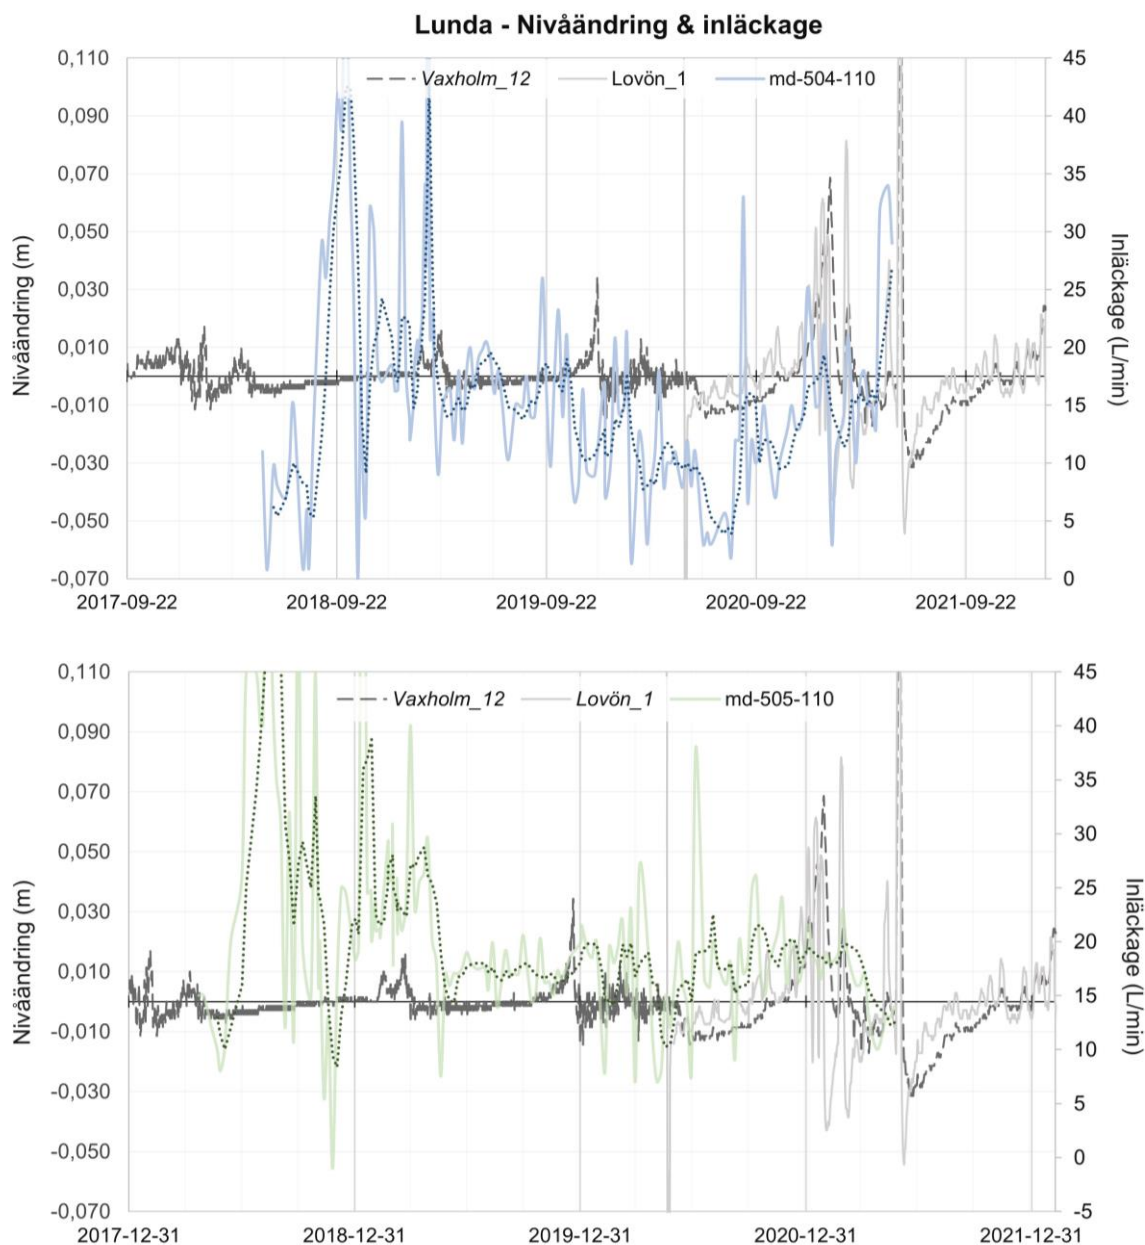 Lunda - Nivåändring & inläckage
Vaxholm_12 Lovön_1 md-504-110
0,110 45
0,090 40
0,070 35
0,050 30
0,030 25
0,010 20
-0,010 15
-0,030 10
-0,050 5
-0,070 0
Nivåändring (m)
Inläckage (L/min)
2017-09-22 2018-09-22 2019-09-22 2020-09-22 2021-09-22
Vaxholm_12 Lovön_1 md-505-110
0,110 45
0,090 40
0,070 35
0,050 30
0,030 25
0,010 20
-0,010 15
-0,030 10
-0,050 5
-0,070 0
-5
Nivåändring (m)
Inläckage (L/min)
2017-12-31 2018-12-31 2019-12-31 2020-12-31 2021-12-31